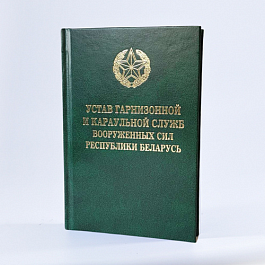 УСТАВ ГАРНИЗОННОЙ
И КАРАУЛЬНОЙ СЛУЖБ
ВООРУЖЕННЫХ СИЛ
РЕСПУБЛИКИ БЕЛАРУСЬ